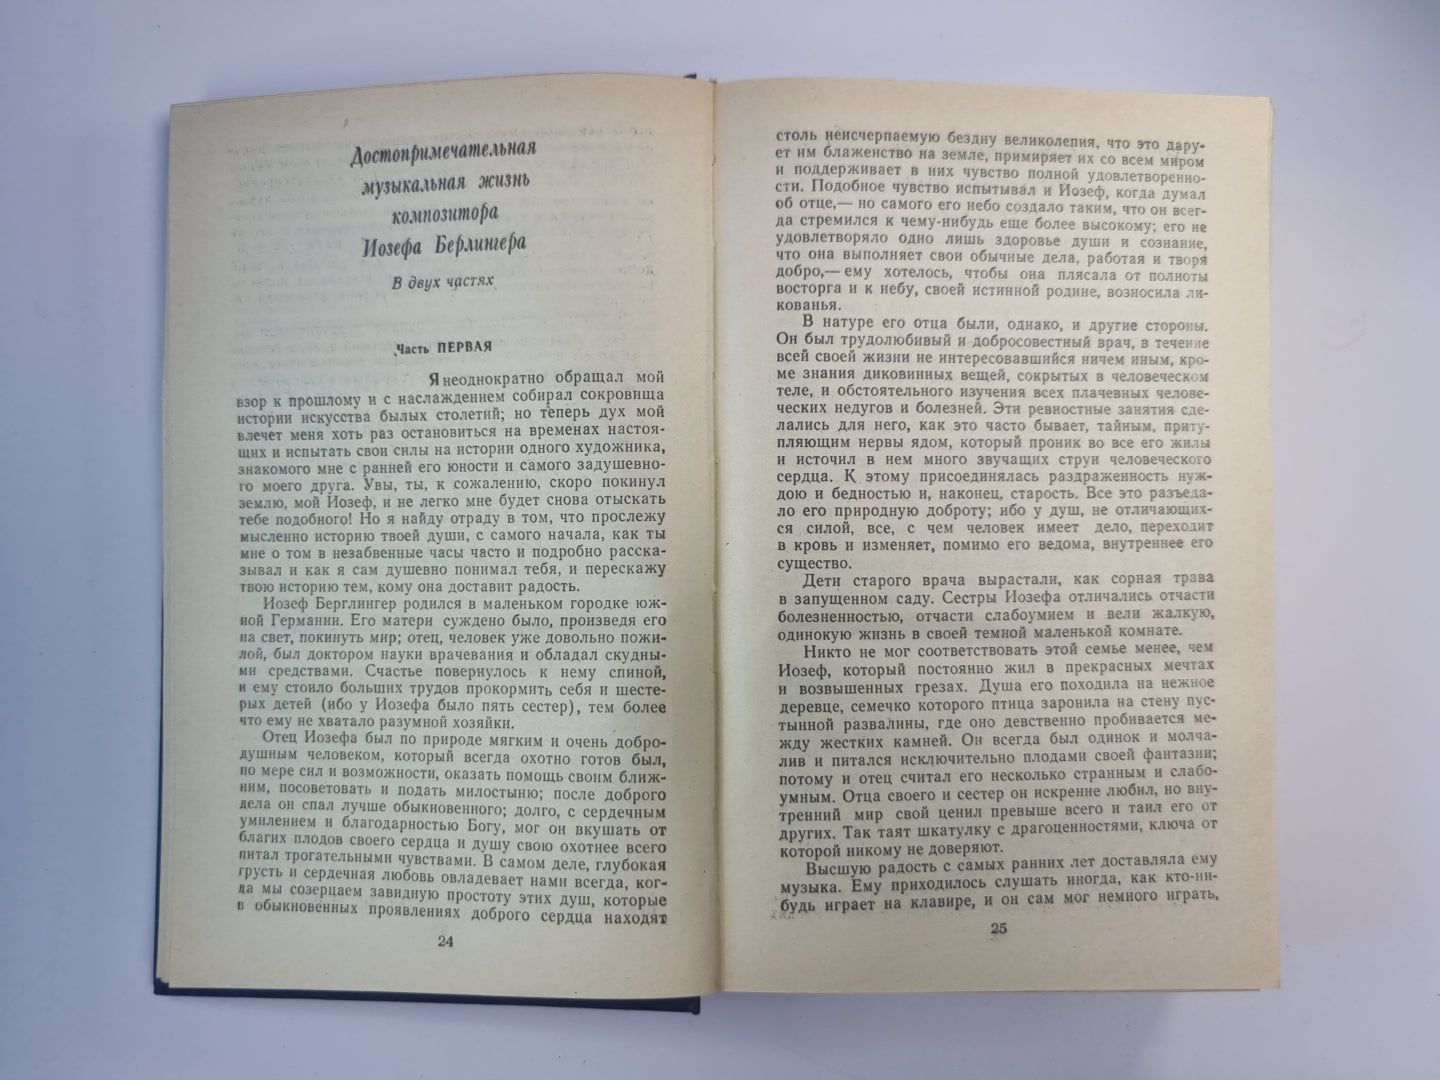 Достопримечательная
музыкальная жизнь
композитора
Иозефа Берлингера
В двух частях
Часть ПЕРВАЯ
Я неоднократно обращал мой
взор к прошлому и с наслаждением собирал сокровища
истории искусства былых столетий; но теперь дух мой
влечет меня хоть раз остановиться на временах настоя-
щих и испытать свои силы на истории одного художника,
знакомого мне с ранней его юности и самого задушевно-
го моего друга. Увы, ты, к сожалению, скоро покинул
землю, мой Иозеф, и не легко мне будет снова отыскать
тебе подобного! Но я найду отраду в том, что прослежу
мысленно историю твоей души, с самого начала, как ты
мне о том в незабвенные часы часто и подробно расска-
зывал и как я сам душевно понимал тебя, и перескажу
твою историю тем, кому она доставит радость.
Иозеф Берглингер родился в маленьком городке юж-
ной Германии. Его матери суждено было, произведя его
на свет, покинуть мир; отец, человек уже довольно пожи-
лой, был доктором науки врачевания и обладал скудны-
ми средствами. Счастье повернулось к нему спиной,
и ему стоило больших трудов прокормить себя и шесте-
рых детей (ибо у Иозефа было пять сестер), тем более
что ему не хватало разумной хозяйки.
Отец Иозефа был по природе мягким и очень добро-
душным человеком, который всегда охотно готов был,
по мере сил и возможности, оказать помощь своим ближ-
ним, посоветовать и подать милостыню; после доброго
дела он спал лучше обыкновенного; долго, с сердечным
умилением и благодарностью Богу, мог он вкушать от
благих плодов своего сердца и душу свою охотнее всего
питал трогательными чувствами. В самом деле, глубокая
грусть и сердечная любовь овладевает нами всегда, ког-
да мы созерцаем завидную простоту этих душ, которые
в обыкновенных проявлениях доброго сердца находят
24
столь неисчерпаемую бездну великолепия, что это дару-
ет им блаженство на земле, примиряет их со всем миром
и поддерживает в них чувство полной удовлетворенно-
сти. Подобное чувство испытывал и Иозеф, когда думал
об отце,— но самого его небо создало таким, что он всег-
да стремился к чему-нибудь еще более высокому; его не
удовлетворяло одно лишь здоровье души и сознание,
что она выполняет свои обычные дела, работая и творя
добро,— ему хотелось, чтобы она плясала от полноты
восторга и к небу, своей истинной родине, возносила ли-
кованья.
В натуре его отца были, однако, и другие стороны.
Он был трудолюбивый и добросовестный врач, в течение
всей своей жизни не интересовавшийся ничем иным, кро-
ме знания диковинных вещей, сокрытых в человеческом
теле, и обстоятельного изучения всех плачевных челове-
ческих недугов и болезней. Эти ревностные занятия сде-
лались для него, как это часто бывает, тайным, приту-
пляющим нервы ядом, который проник во все его жилы
и источил в нем много звучащих струн человеческого
сердца. К этому присоединялась раздраженность нуж-
дою и бедностью и, наконец, старость. Все это разъеда-
ло его природную доброту; ибо у душ, не отличающих-
ся силой, все, с чем человек имеет дело, переходит
в кровь и изменяет, помимо его ведома, внутреннее его
существо.
Дети старого врача вырастали, как сорная трава
в запущенном саду. Сестры Иозефа отличались отчасти
болезненностью, отчасти слабоумием и вели жалкую,
одинокую жизнь в своей темной маленькой комнате.
Никто не мог соответствовать этой семье менее, чем
Иозеф, который постоянно жил в прекрасных мечтах
и возвышенных грезах. Душа его походила на нежное
деревце, семечко которого птица заронила на стену пус-
тынной развалины, где оно девственно пробивается ме-
жду жестких камней. Он всегда был одинок и молча-
лив и питался исключительно плодами своей фантазии;
потому и отец считал его несколько странным и слабо-
умным. Отца своего и сестер он искренне любил, но вну-
тренний мир свой ценил превыше всего и таил его от
других. Так таят шкатулку с драгоценностями, ключа от
которой никому не доверяют.
Высшую радость с самых ранних лет доставляла ему
музыка. Ему приходилось слушать иногда, как кто-ни-
будь играет на клавире, и он сам мог немного играть,
25